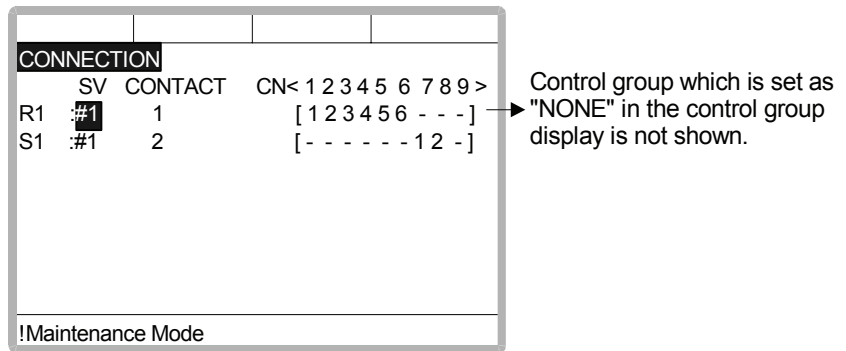 CONNECTION
SV CONTACT CN< 1 2 3 4 5 6 7 8 9 >
R1 :#1 1 [ 1 2 3 4 5 6 - - - ]
S1 :#1 2 [ - - - - - - 1 2 - ]
!Maintenance Mode
Control group which is set as
"NONE" in the control group
display is not shown.